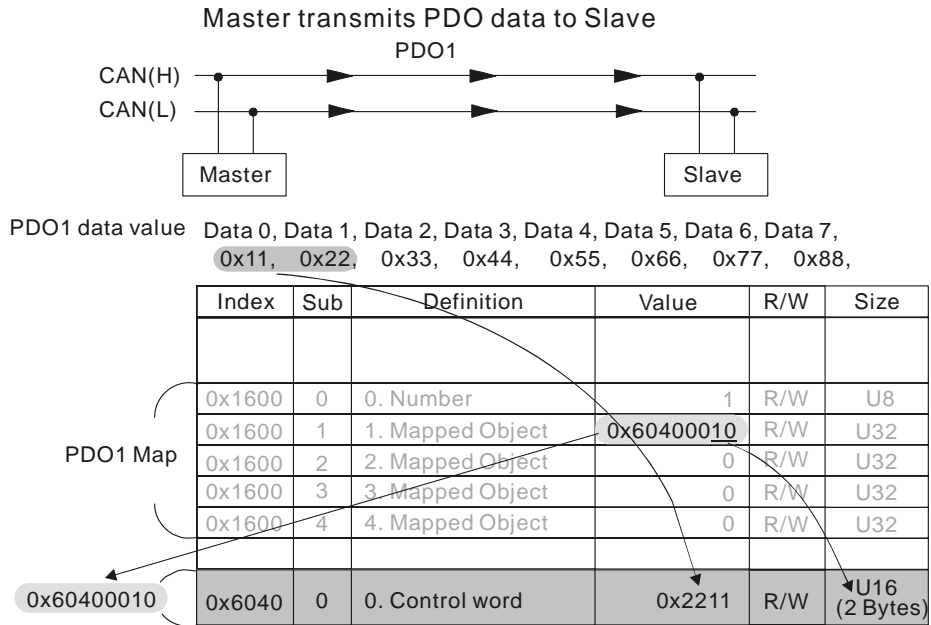 Master transmits PDO data to Slave
PDO1
CAN(H)
CAN(L)
Master
Slave
PDO1 data value Data 0, Data 1, Data 2, Data 3, Data 4, Data 5, Data 6, Data 7,
0x11, 0x22, 0x33, 0x44, 0x55, 0x66, 0x77, 0x88,
Index Sub Definition Value R/W Size
0x1600 0 0. Number 1 R/W U8
0x1600 1 1. Mapped Object 0x60400010 R/W U32
PDO1 Map
0x1600 2 2. Mapped Object 0 R/W U32
0x1600 3 3. Mapped Object 0 R/W U32
0x1600 4 4. Mapped Object 0 R/W U32
0x60400010
0x6040 0 0. Control word 0x2211 R/W U16
(2 Bytes)